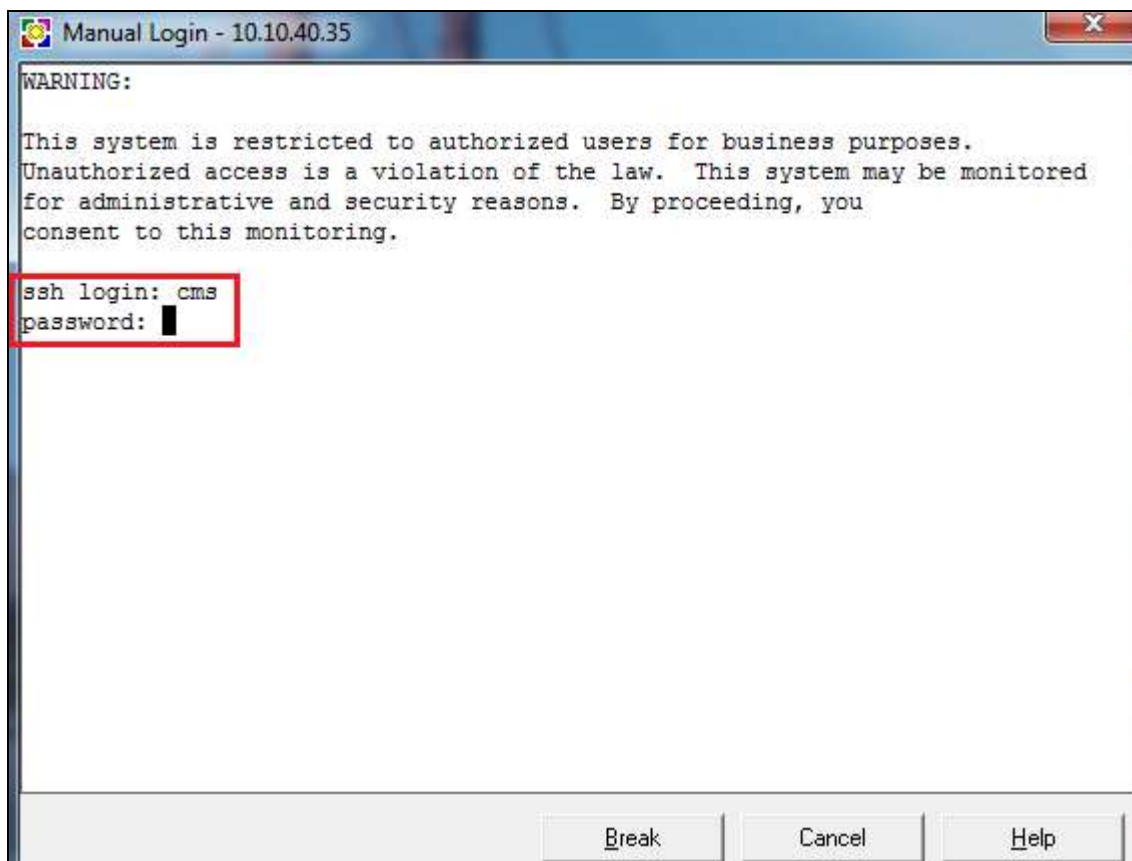 Manual Login - 10.10.40.35
WARNING:
This system is restricted to authorized users for business purposes.
Unauthorized access is a violation of the law.  This system may be monitored
for administrative and security reasons.  By proceeding, you
consent to this monitoring.
ssh login: cms
password:
Break Cancel Help